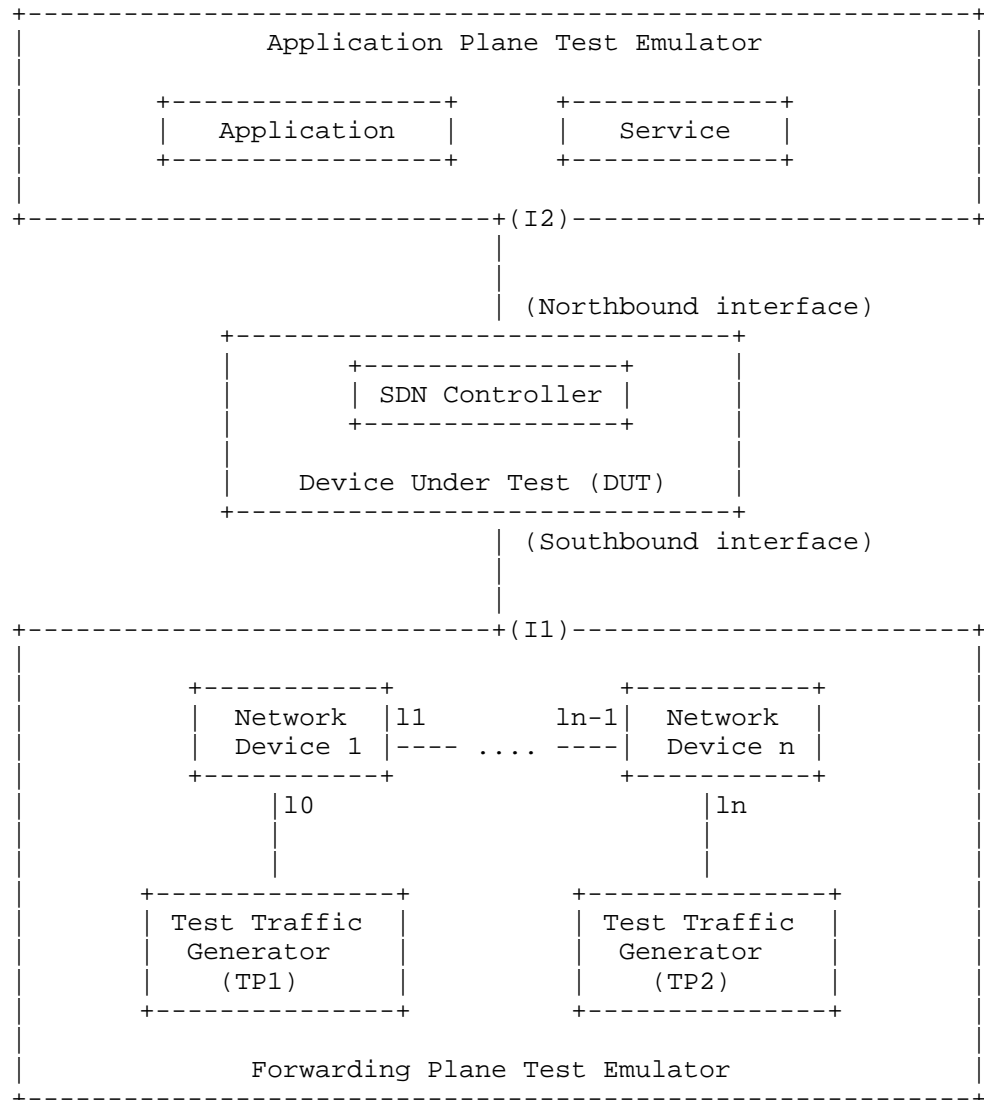 Application Plane Test Emulator
Application Service
(I2)
(Northbound interface)
SDN Controller
Device Under Test (DUT)
(Southbound interface)
(I1)
Network l1 ln-1 Network
Device 1 ---- .... ---- Device n
l0 ln
Test Traffic Test Traffic
Generator Generator
(TP1) (TP2)
Forwarding Plane Test Emulator